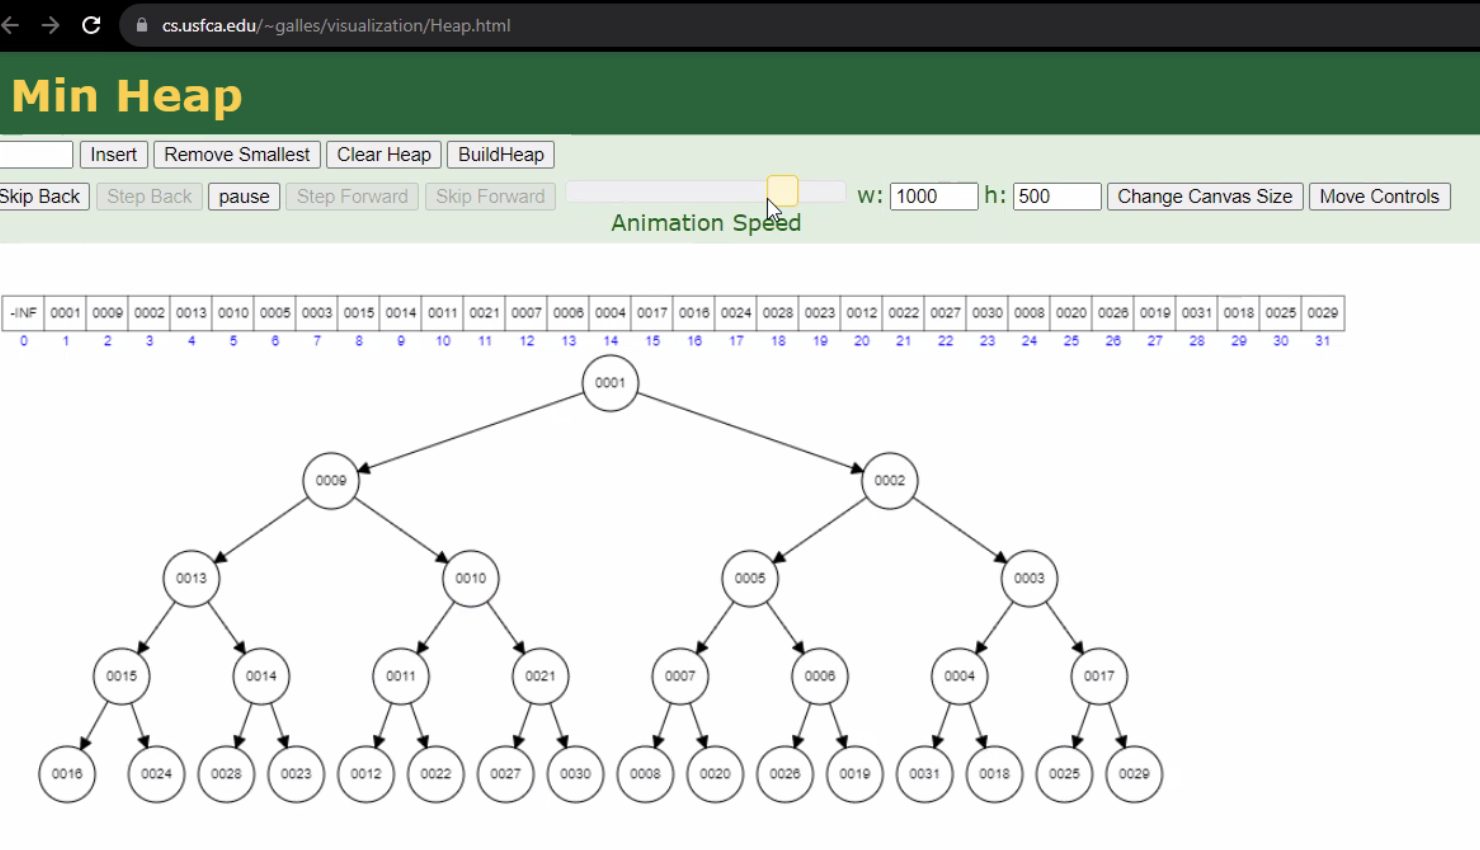 cs.usfca.edu/~galles/visualization/Heap.html
Min Heap
Insert Remove Smallest Clear Heap BuildHeap
Skip Back Step Back pause Step Forward Skip Forward w: 1000 h: 500 Change Canvas Size Move Controls
Animation Speed
-INF 0001 0009 0002 0013 0010 0005 0003 0015 0014 0011 0021 0007 0006 0004 0017 0016 0024 0028 0023 0012 0022 0027 0030 0008 0020 0026 0019 0031 0018 0025 0029
0 1 2 3 4 5 6 7 8 9 10 11 12 13 14 15 16 17 18 19 20 21 22 23 24 25 26 27 28 29 30 31
0001
0009 0002
0013 0010 0005 0003
0015 0014 0011 0021 0007 0006 0004 0017
0016 0024 0028 0023 0012 0022 0027 0030 0008 0020 0026 0019 0031 0018 0025 0029